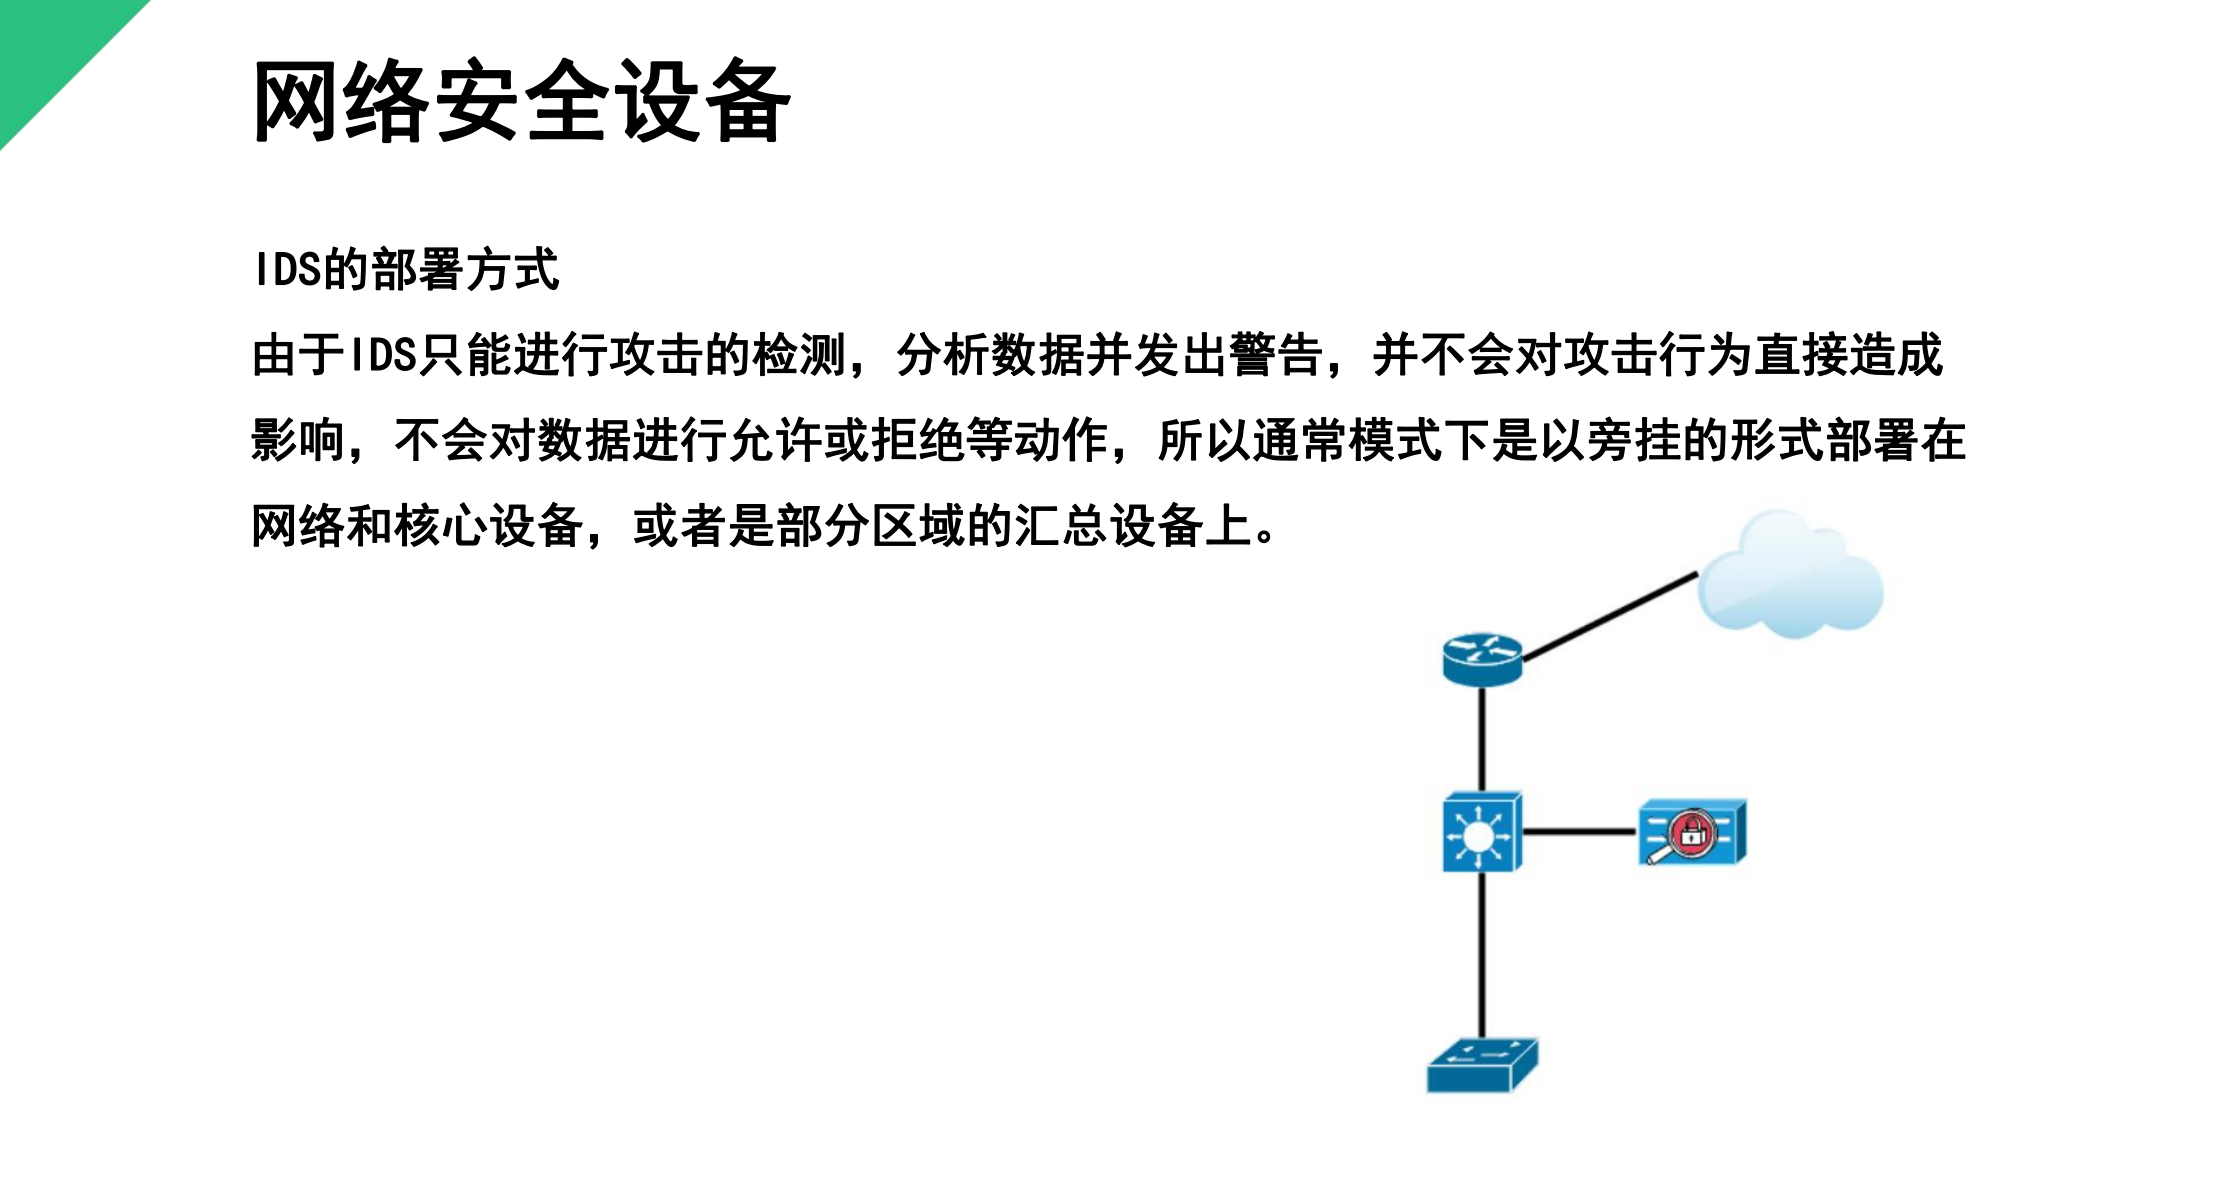 网络安全设备
IDS的部署方式
由于IDS只能进行攻击的检测，分析数据并发出警告，并不会对攻击行为直接造成
影响，不会对数据进行允许或拒绝等动作，所以通常模式下是以旁挂的形式部署在
网络和核心设备，或者是部分区域的汇总设备上。